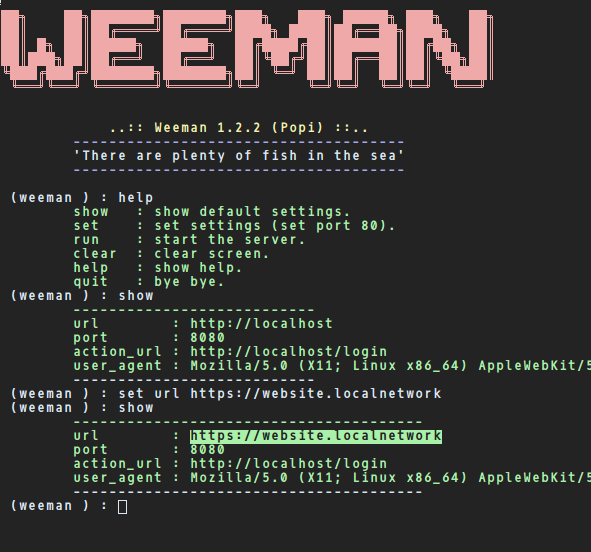 WEEMAN
..:: Weeman 1.2.2 (Popi) ::..
-------------------------------------
'There are plenty of fish in the sea'
-------------------------------------
(weeman ) : help
show : show default settings.
set : set settings (set port 80).
run : start the server.
clear : clear screen.
help : show help.
quit : bye bye.
(weeman ) : show
---------------------------
url : http://localhost
port : 8080
action_url : http://localhost/login
user_agent : Mozilla/5.0 (X11; Linux x86_64) AppleWebKit/5
---------------------------
(weeman ) : set url https://website.localnetwork
(weeman ) : show
---------------------------------------
url : https://website.localnetwork
port : 8080
action_url : http://localhost/login
user_agent : Mozilla/5.0 (X11; Linux x86_64) AppleWebKit/5
---------------------------------------
(weeman ) :